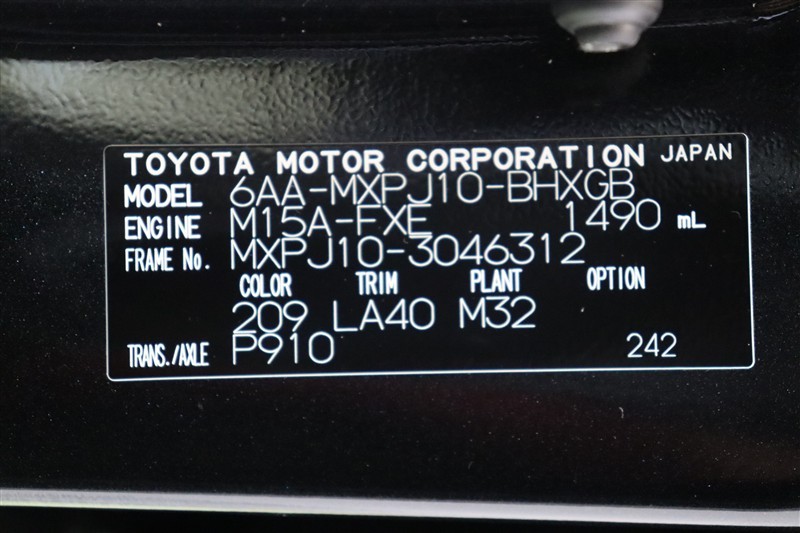 TOYOTA MOTOR CORPORATION JAPAN
MODEL 6AA-MXPJ10-BHXGB
ENGINE M15A-FXE 1490 mL
FRAME No. MXPJ10-3046312
COLOR TRIM PLANT OPTION
209 LA40 M32
TRANS./AXLE P910 242